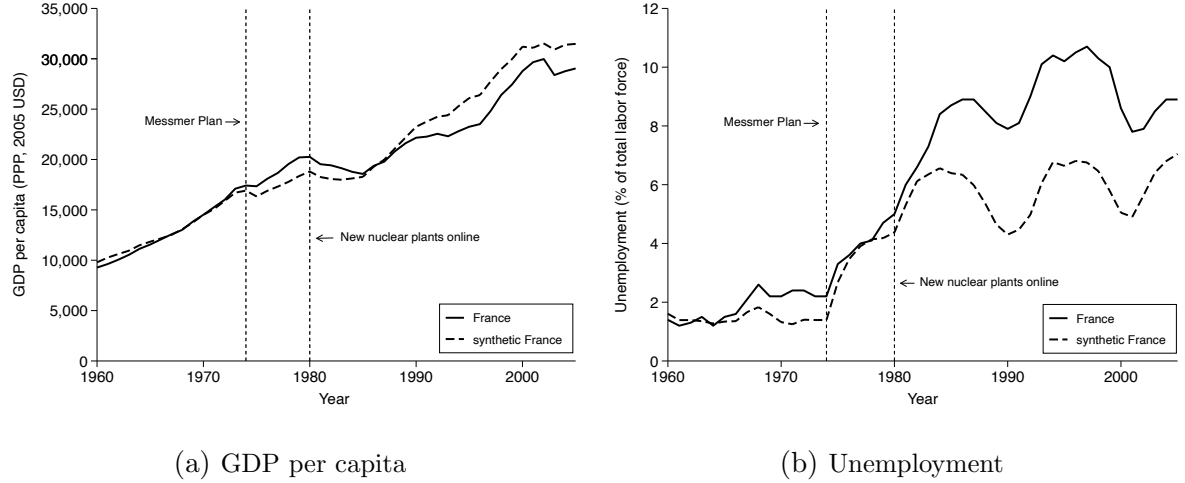 GDP per capita (PPP, 2005 USD)
35,000
30,000
25,000
20,000
15,000
10,000
5,000
0
1960 1970 1980 1990 2000
Year
Messmer Plan
New nuclear plants online
France
synthetic France
(a) GDP per capita
Unemployment (% of total labor force)
12
10
8
6
4
2
0
1960 1970 1980 1990 2000
Year
Messmer Plan
New nuclear plants online
France
synthetic France
(b) Unemployment